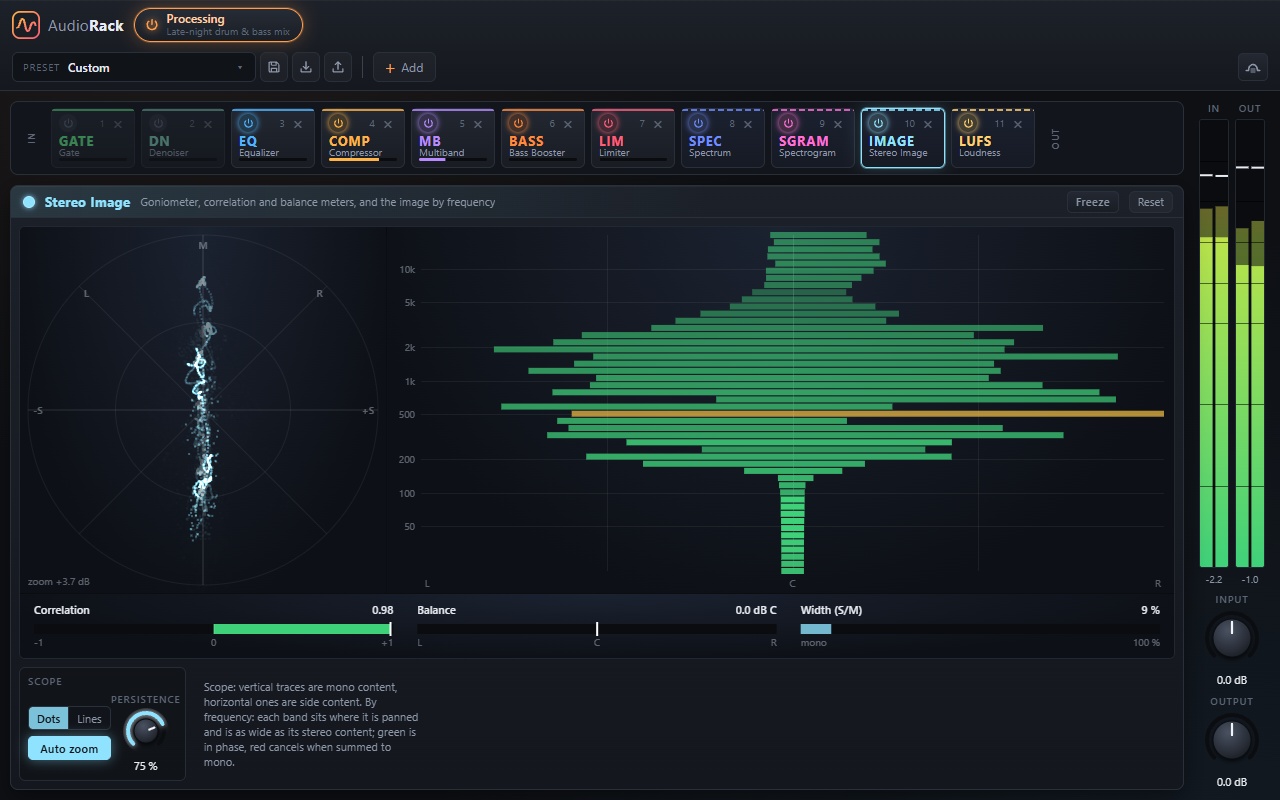 AudioRack
Processing
Late-night drum & bass mix
PRESET Custom
+ Add
IN
1
GATE
Gate
2
DN
Denoiser
3
EQ
Equalizer
4
COMP
Compressor
5
MB
Multiband
6
BASS
Bass Booster
7
LIM
Limiter
8
SPEC
Spectrum
9
SGRAM
Spectrogram
10
IMAGE
Stereo Image
11
LUFS
Loudness
OUT
IN OUT
Stereo Image Goniometer, correlation and balance meters, and the image by frequency Freeze Reset
M
L R
-S +S
zoom +3.7 dB
10k
5k
2k
1k
500
200
100
50
L C R
Correlation 0.98
-1 0 +1
Balance 0.0 dB C
L C R
Width (S/M) 9 %
mono 100 %
SCOPE
Dots Lines
Auto zoom
PERSISTENCE
75 %
Scope: vertical traces are mono content,
horizontal ones are side content. By
frequency: each band sits where it is panned
and is as wide as its stereo content; green is
in phase, red cancels when summed to
mono.
-2.2 -1.0
INPUT
0.0 dB
OUTPUT
0.0 dB